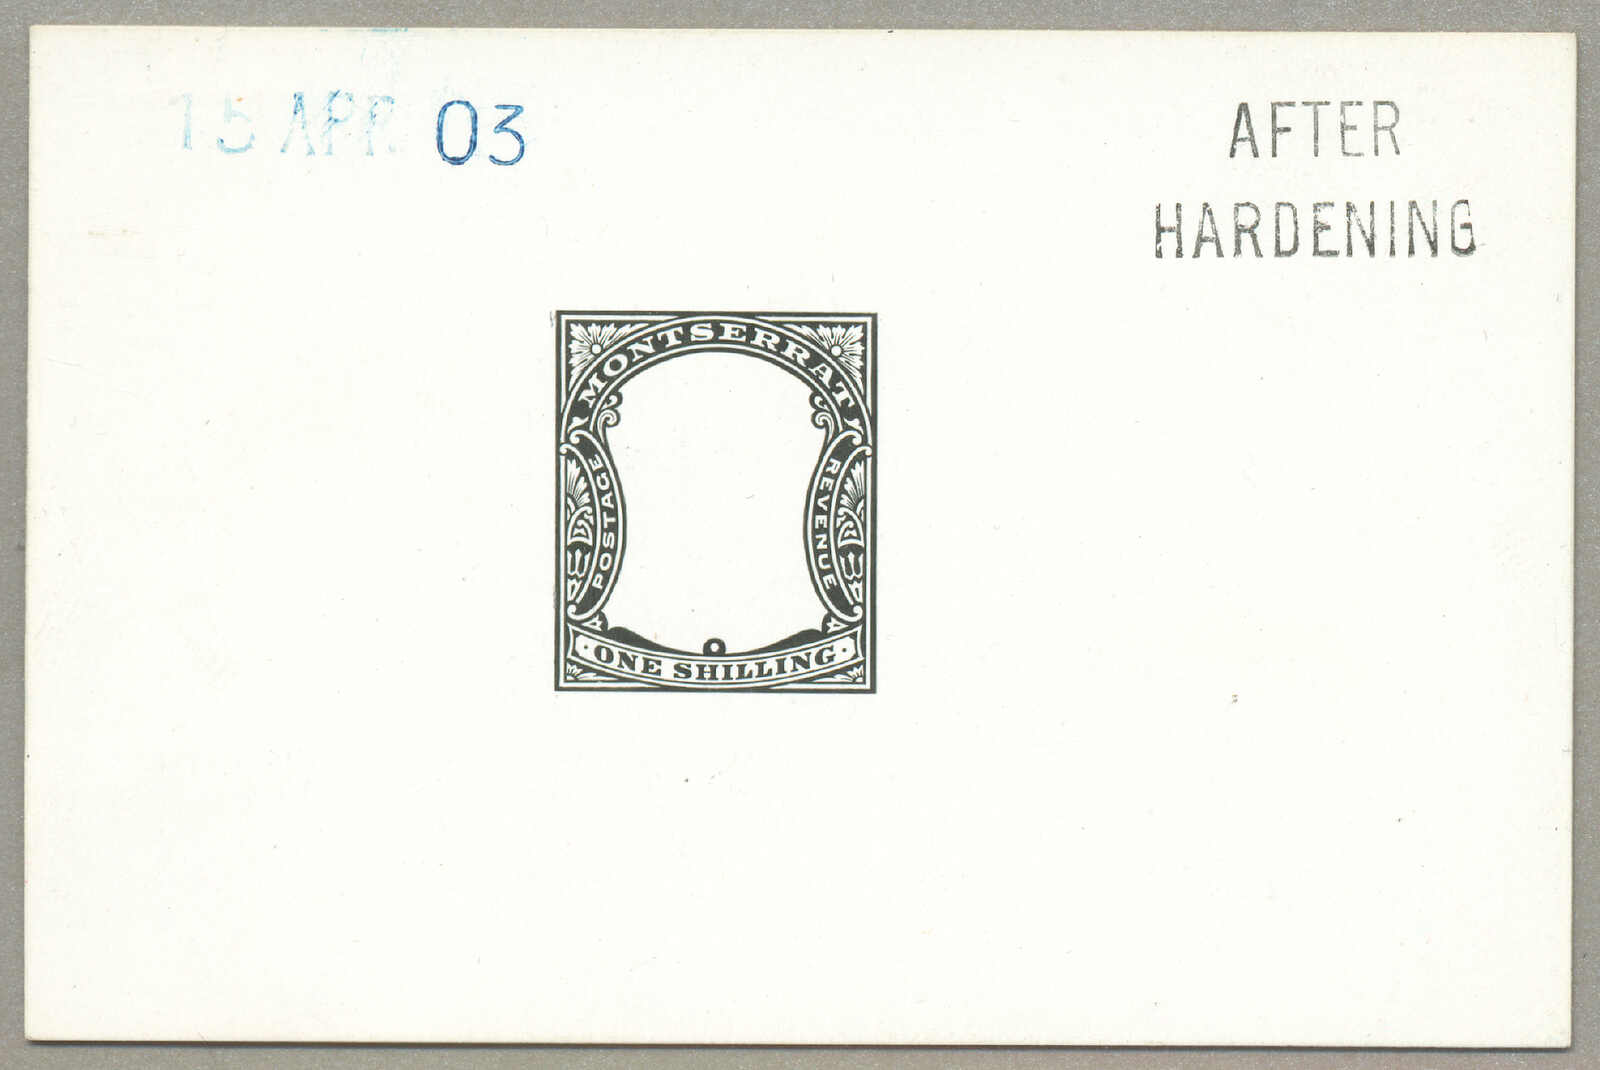 15 APR 03
AFTER
HARDENING
MONTSERRAT
POSTAGE
REVENUE
·ONE SHILLING·